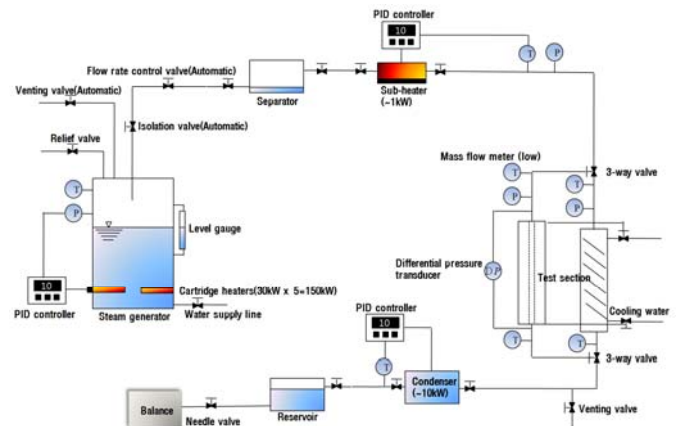 PID controller
10
T
P
Flow rate control valve(Automatic)
Venting valve(Automatic)
Separator
Sub-heater
(~1kW)
Isolation valve(Automatic)
Relief valve
Mass flow meter (low)
T
3-way valve
T
T
P
P
P
Level gauge
Differential pressure
transducer
DP
Test section
10
Cartridge heaters(30kW x 5=150kW)
PID controller
Steam generator
Water supply line
PID controller
Cooling water
10
T
T
3-way valve
T
Condenser
(~10kW)
Balance
Reservoir
Needle valve
Venting valve